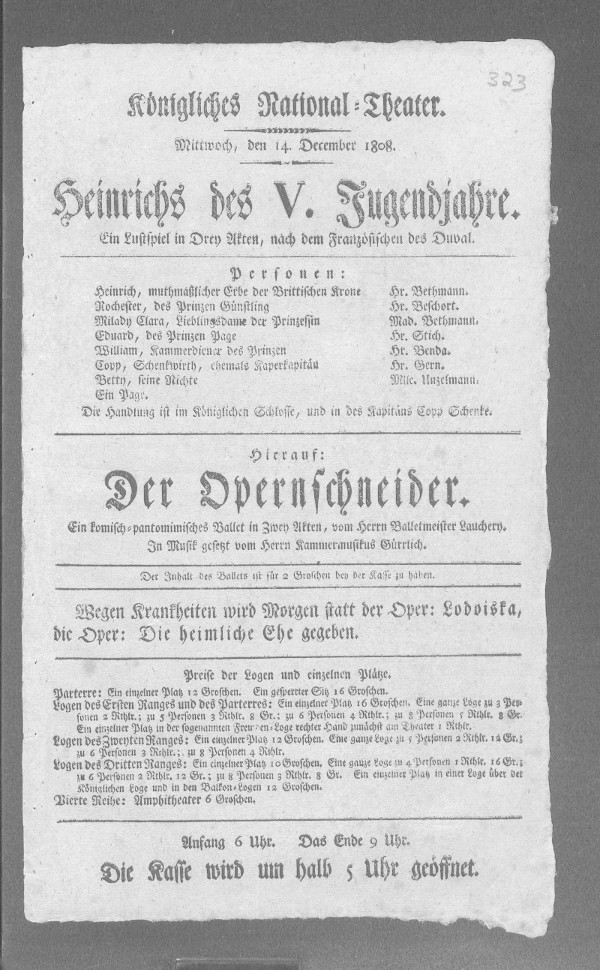 323
Königliches National-Theater.
Mittwoch, den 14. December 1808.
Heinrichs des V. Jugendjahre.
Ein Lustspiel in Drey Akten, nach dem Französischen des Duval.
Personen:
Heinrich, muthmaßlicher Erbe der Brittischen Krone Hr. Bethmann.
Rochester, des Prinzen Günstling Hr. Beschort.
Milady Clara, Lieblingsdame der Prinzessin Mad. Bethmann.
Eduard, des Prinzen Page Hr. Stich.
William, Kammerdiener des Prinzen Hr. Benda.
Copp, Schenkwirth, ehemals Kaperkapitän Hr. Gern.
Betty, seine Nichte Mlle. Unzelmann.
Ein Page.
Die Handlung ist im Königlichen Schlosse, und in des Kapitäns Copp Schenke.
Hierauf:
Der Opernschneider.
Ein komisch-pantomimisches Ballet in Zwey Akten, vom Herrn Balletmeister Lauchery.
In Musik gesetzt vom Herrn Kammermusikus Gürrlich.
Der Inhalt des Ballets ist für 2 Groschen bey der Kasse zu haben.
Wegen Krankheiten wird Morgen statt der Oper: Lodoiska,
die Oper: Die heimliche Ehe gegeben.
Preise der Logen und einzelnen Plätze.
Parterre: Ein einzelner Platz 12 Groschen. Ein gesperrter Sitz 16 Groschen.
Logen des Ersten Ranges und des Parterres: Ein einzelner Platz 16 Groschen. Eine ganze Loge zu 3 Per-
sonen 2 Rthlr.; zu 5 Personen 3 Rthlr. 8 Gr.; zu 6 Personen 4 Rthlr.; zu 8 Personen 5 Rthlr. 8 Gr.
Ein einzelner Platz in der sogenannten Fremden-Loge rechter Hand zunächst am Theater 1 Rthlr.
Logen des Zweyten Ranges: Ein einzelner Platz 12 Groschen. Eine ganze Loge zu 5 Personen 2 Rthlr. 12 Gr.;
zu 6 Personen 3 Rthlr.; zu 8 Personen 4 Rthlr.
Logen des Dritten Ranges: Ein einzelner Platz 10 Groschen. Eine ganze Loge zu 4 Personen 1 Rthlr. 16 Gr.;
zu 6 Personen 2 Rthlr. 12 Gr.; zu 8 Personen 3 Rthlr. 8 Gr. Ein einzelner Platz in einer Loge über der
Königlichen Loge und in den Balkon-Logen 12 Groschen.
Vierte Reihe: Amphitheater 6 Groschen.
Anfang 6 Uhr. Das Ende 9 Uhr.
Die Kasse wird um halb 5 Uhr geöffnet.